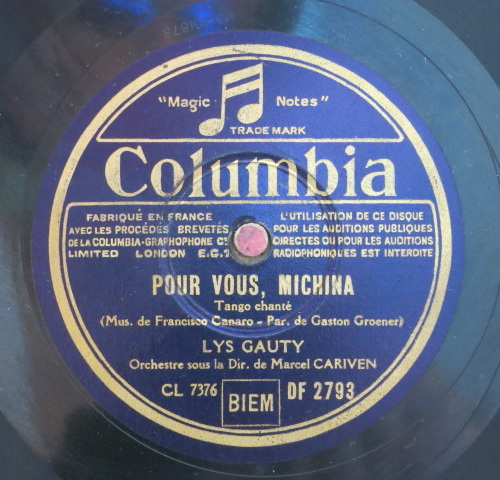 "Magic Notes"
TRADE MARK
Columbia
FABRIQUÉ EN FRANCE
AVEC LES PROCÉDÉS BREVETÉS
DE LA COLUMBIA-GRAPHOPHONE Cº
LIMITED LONDON E.C.1
L'UTILISATION DE CE DISQUE
POUR LES AUDITIONS PUBLIQUES
DIRECTES OU POUR LES AUDITIONS
RADIOPHONIQUES EST INTERDITE
POUR VOUS, MICHINA
Tango chanté
(Mus. de Francisco Canaro - Par. de Gaston Groener)
LYS GAUTY
Orchestre sous la Dir. de Marcel CARIVEN
CL 7376 BIEM DF 2793